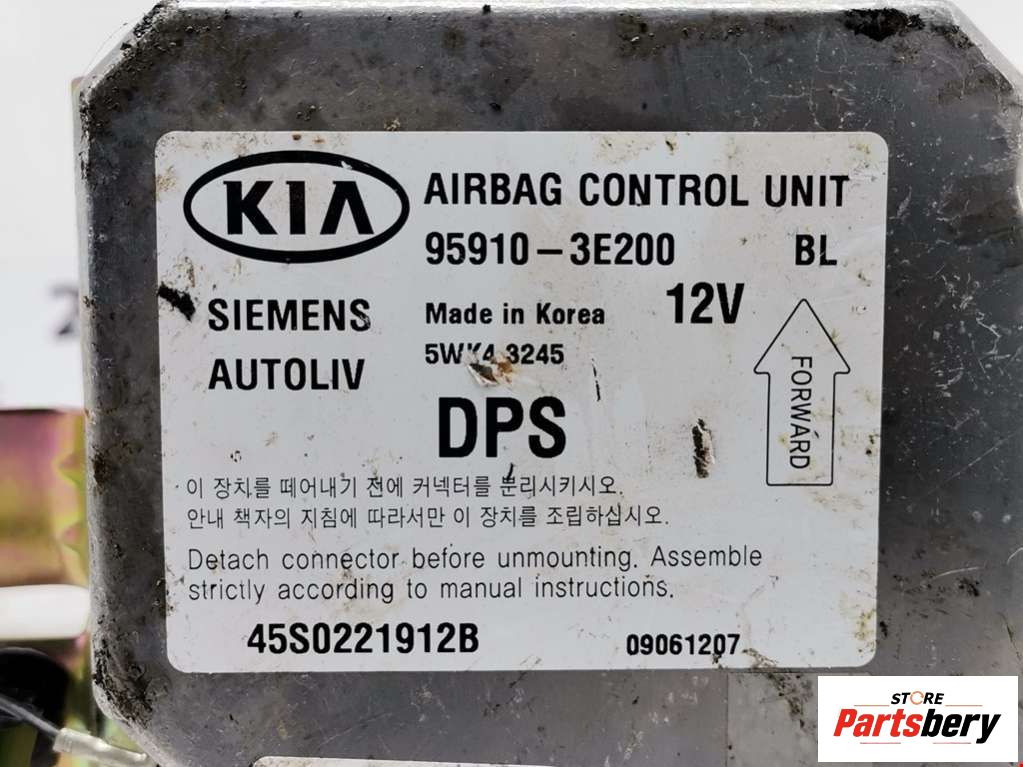 KIA AIRBAG CONTROL UNIT
95910-3E200 BL
SIEMENS Made in Korea 12V
AUTOLIV 5WK4 3245
FORWARD
DPS
이 장치를 떼어내기 전에 커넥터를 분리시키시오.
안내 책자의 지침에 따라서만 이 장치를 조립하십시오.
Detach connector before unmounting. Assemble
strictly according to manual instructions.
45S0221912B 09061207
STORE
Partsbery